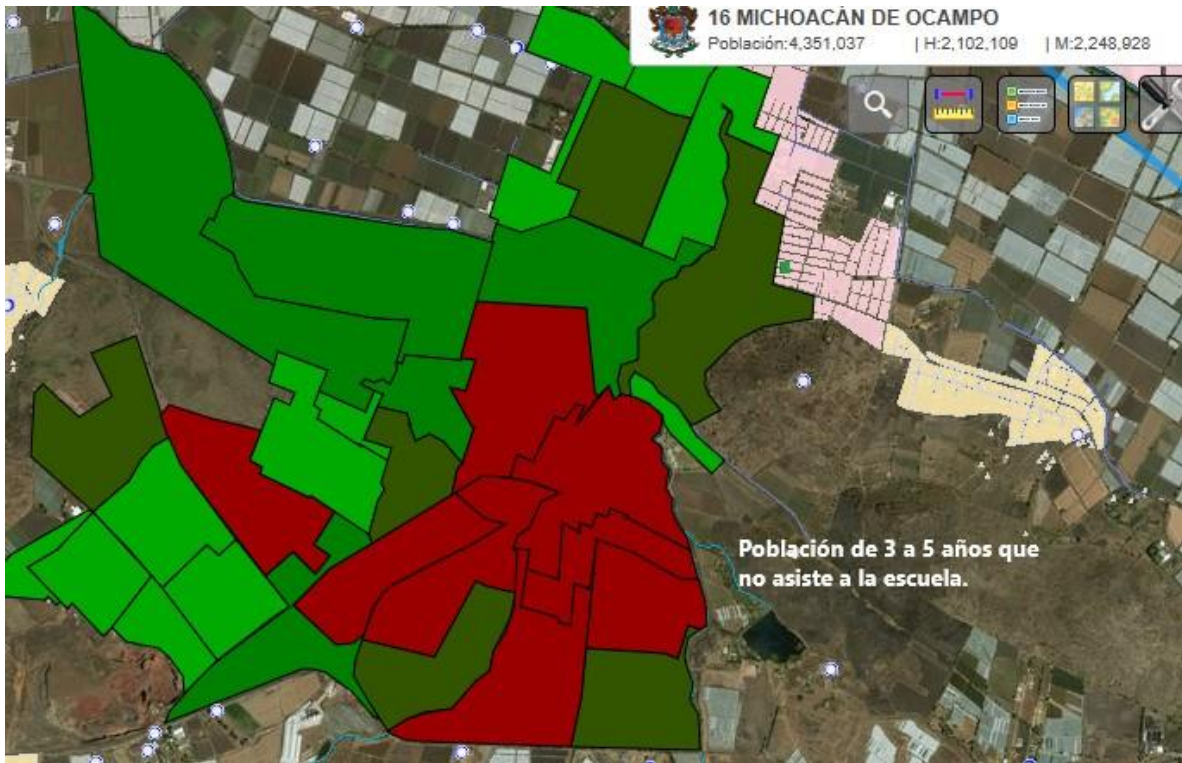 16 MICHOACÁN DE OCAMPO
Población:4,351,037 | H:2,102,109 | M:2,248,928
Población de 3 a 5 años que
no asiste a la escuela.